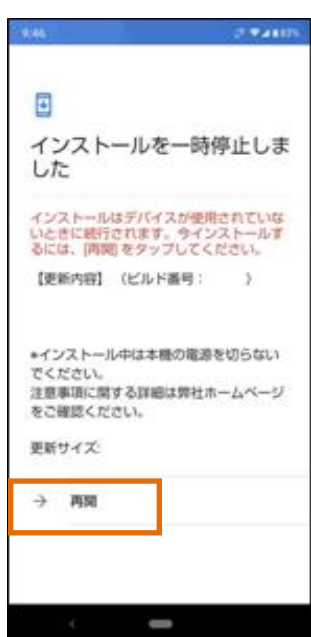 9:46
インストールを一時停止しま
した
インストールはデバイスが使用されていな
いときに続行されます。今インストールす
るには、[再開] をタップしてください。
【更新内容】（ビルド番号：　　）
*インストール中は本機の電源を切らない
でください。
注意事項に関する詳細は弊社ホームページ
をご確認ください。
更新サイズ:
→ 再開